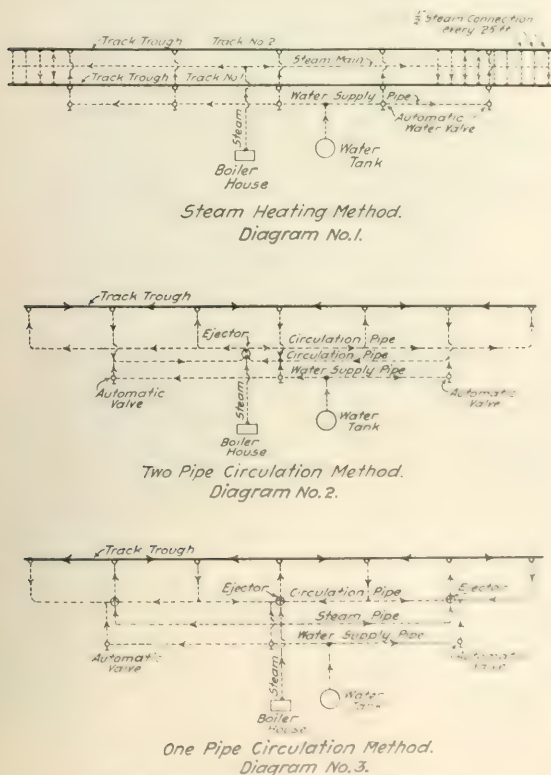 ½" Steam Connection
every 25 ft
Track Trough Track No 2
Steam Main
Track Trough Track No 1
Water Supply Pipe
Automatic
Water Valve
Steam
Boiler
House
Water
Tank
Steam Heating Method.
Diagram No.1.
Track Trough
Ejector
Circulation Pipe
Circulation Pipe
Water Supply Pipe
Automatic
Valve
Automatic
Valve
Steam
Boiler
House
Water
Tank
Two Pipe Circulation Method.
Diagram No.2.
Track Trough
Ejector
Circulation Pipe
Ejector
Steam Pipe
Water Supply Pipe
Automatic
Valve
Automat
Steam
Boiler
House
Water
Tank
One Pipe Circulation Method.
Diagram No.3.